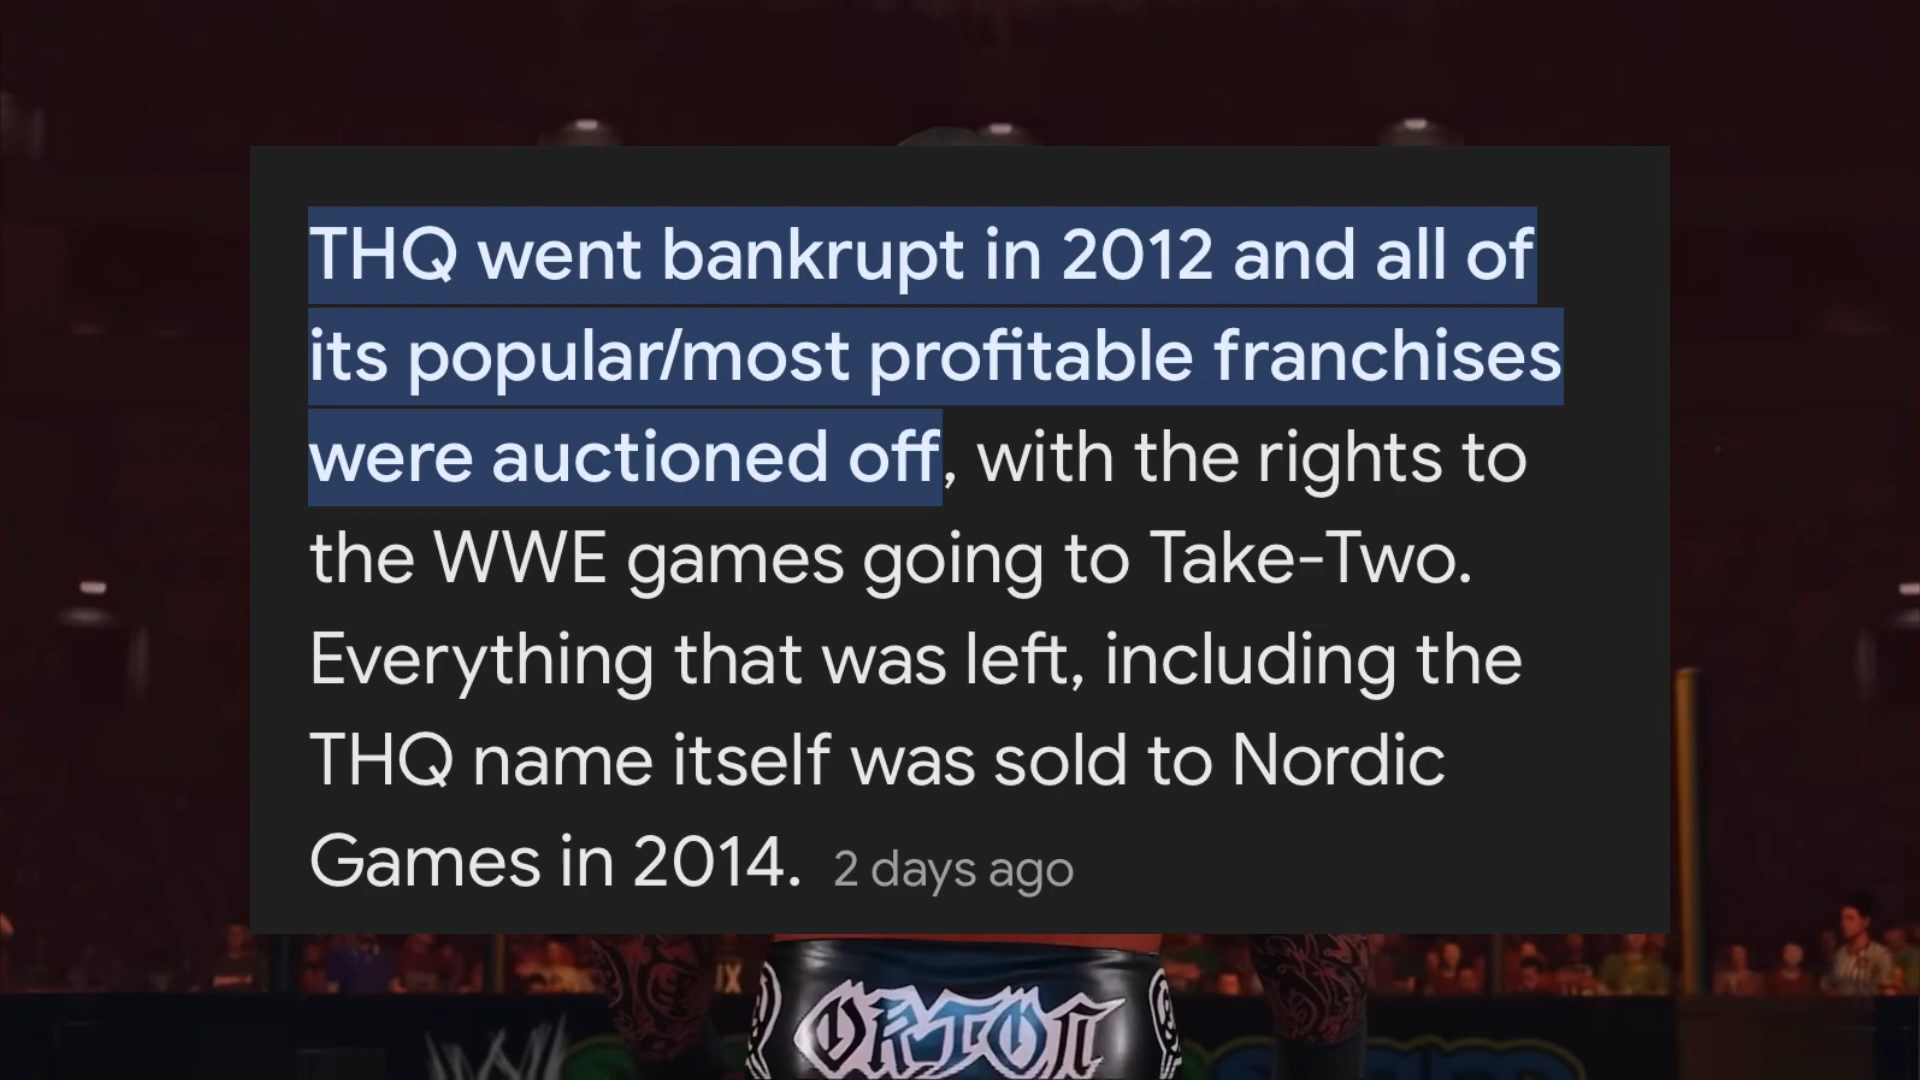 THQ went bankrupt in 2012 and all of
its popular/most profitable franchises
were auctioned off, with the rights to
the WWE games going to Take-Two.
Everything that was left, including the
THQ name itself was sold to Nordic
Games in 2014. 2 days ago
ORTON